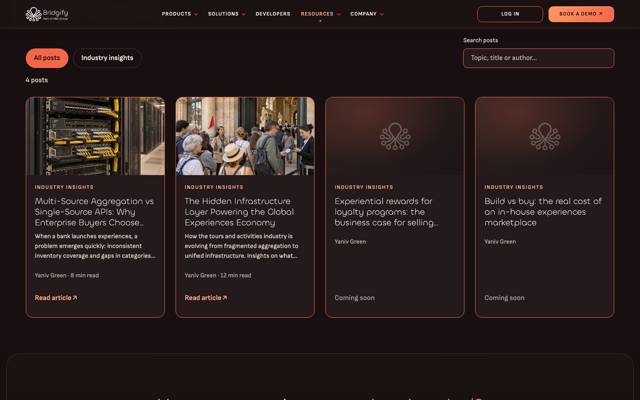 Bridgify
PRODUCTS
SOLUTIONS
DEVELOPERS
RESOURCES
COMPANY
LOG IN
BOOK A DEMO ↗
All posts
Industry insights
Search posts
Topic, title or author...
4 posts
INDUSTRY INSIGHTS
Multi-Source Aggregation vs
Single-Source APIs: Why
Enterprise Buyers Choose...
When a bank launches experiences, a
problem emerges quickly: inconsistent
inventory coverage and gaps in categories...
Yaniv Green · 8 min read
Read article ↗
INDUSTRY INSIGHTS
The Hidden Infrastructure
Layer Powering the Global
Experiences Economy
How the tours and activities industry is
evolving from fragmented aggregation to
unified infrastructure. Insights on what...
Yaniv Green · 12 min read
Read article ↗
INDUSTRY INSIGHTS
Experiential rewards for
loyalty programs: the
business case for selling...
Yaniv Green
Coming soon
INDUSTRY INSIGHTS
Build vs buy: the real cost of
an in-house experiences
marketplace
Yaniv Green
Coming soon